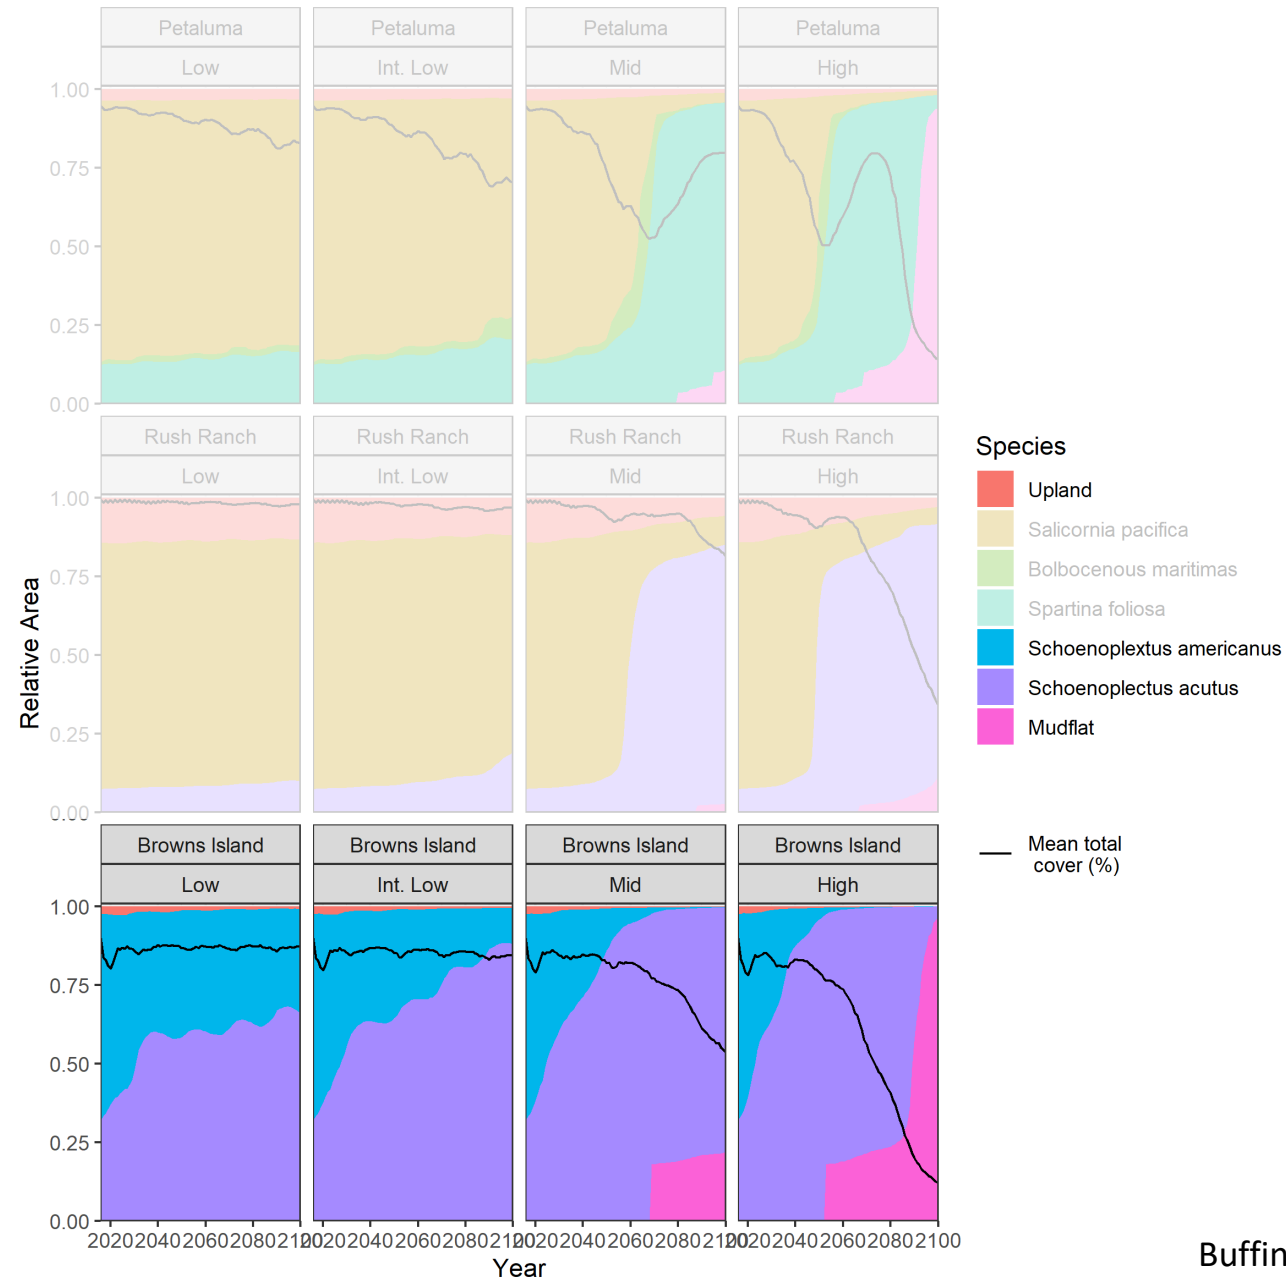 Petaluma Petaluma Petaluma Petaluma
Low Int. Low Mid High
1.00
0.75
0.50
0.25
0.00
Rush Ranch Rush Ranch Rush Ranch Rush Ranch
Low Int. Low Mid High
1.00
0.75
0.50
0.25
0.00
Browns Island Browns Island Browns Island Browns Island
Low Int. Low Mid High
1.00
0.75
0.50
0.25
0.00
2020 2040 2060 2080 2100 2020 2040 2060 2080 2100 2020 2040 2060 2080 2100 2020 2040 2060 2080 2100
Year
Relative Area
Species
Upland
Salicornia pacifica
Bolbocenous maritimas
Spartina foliosa
Schoenoplextus americanus
Schoenoplectus acutus
Mudflat
Mean total
cover (%)
Buffin